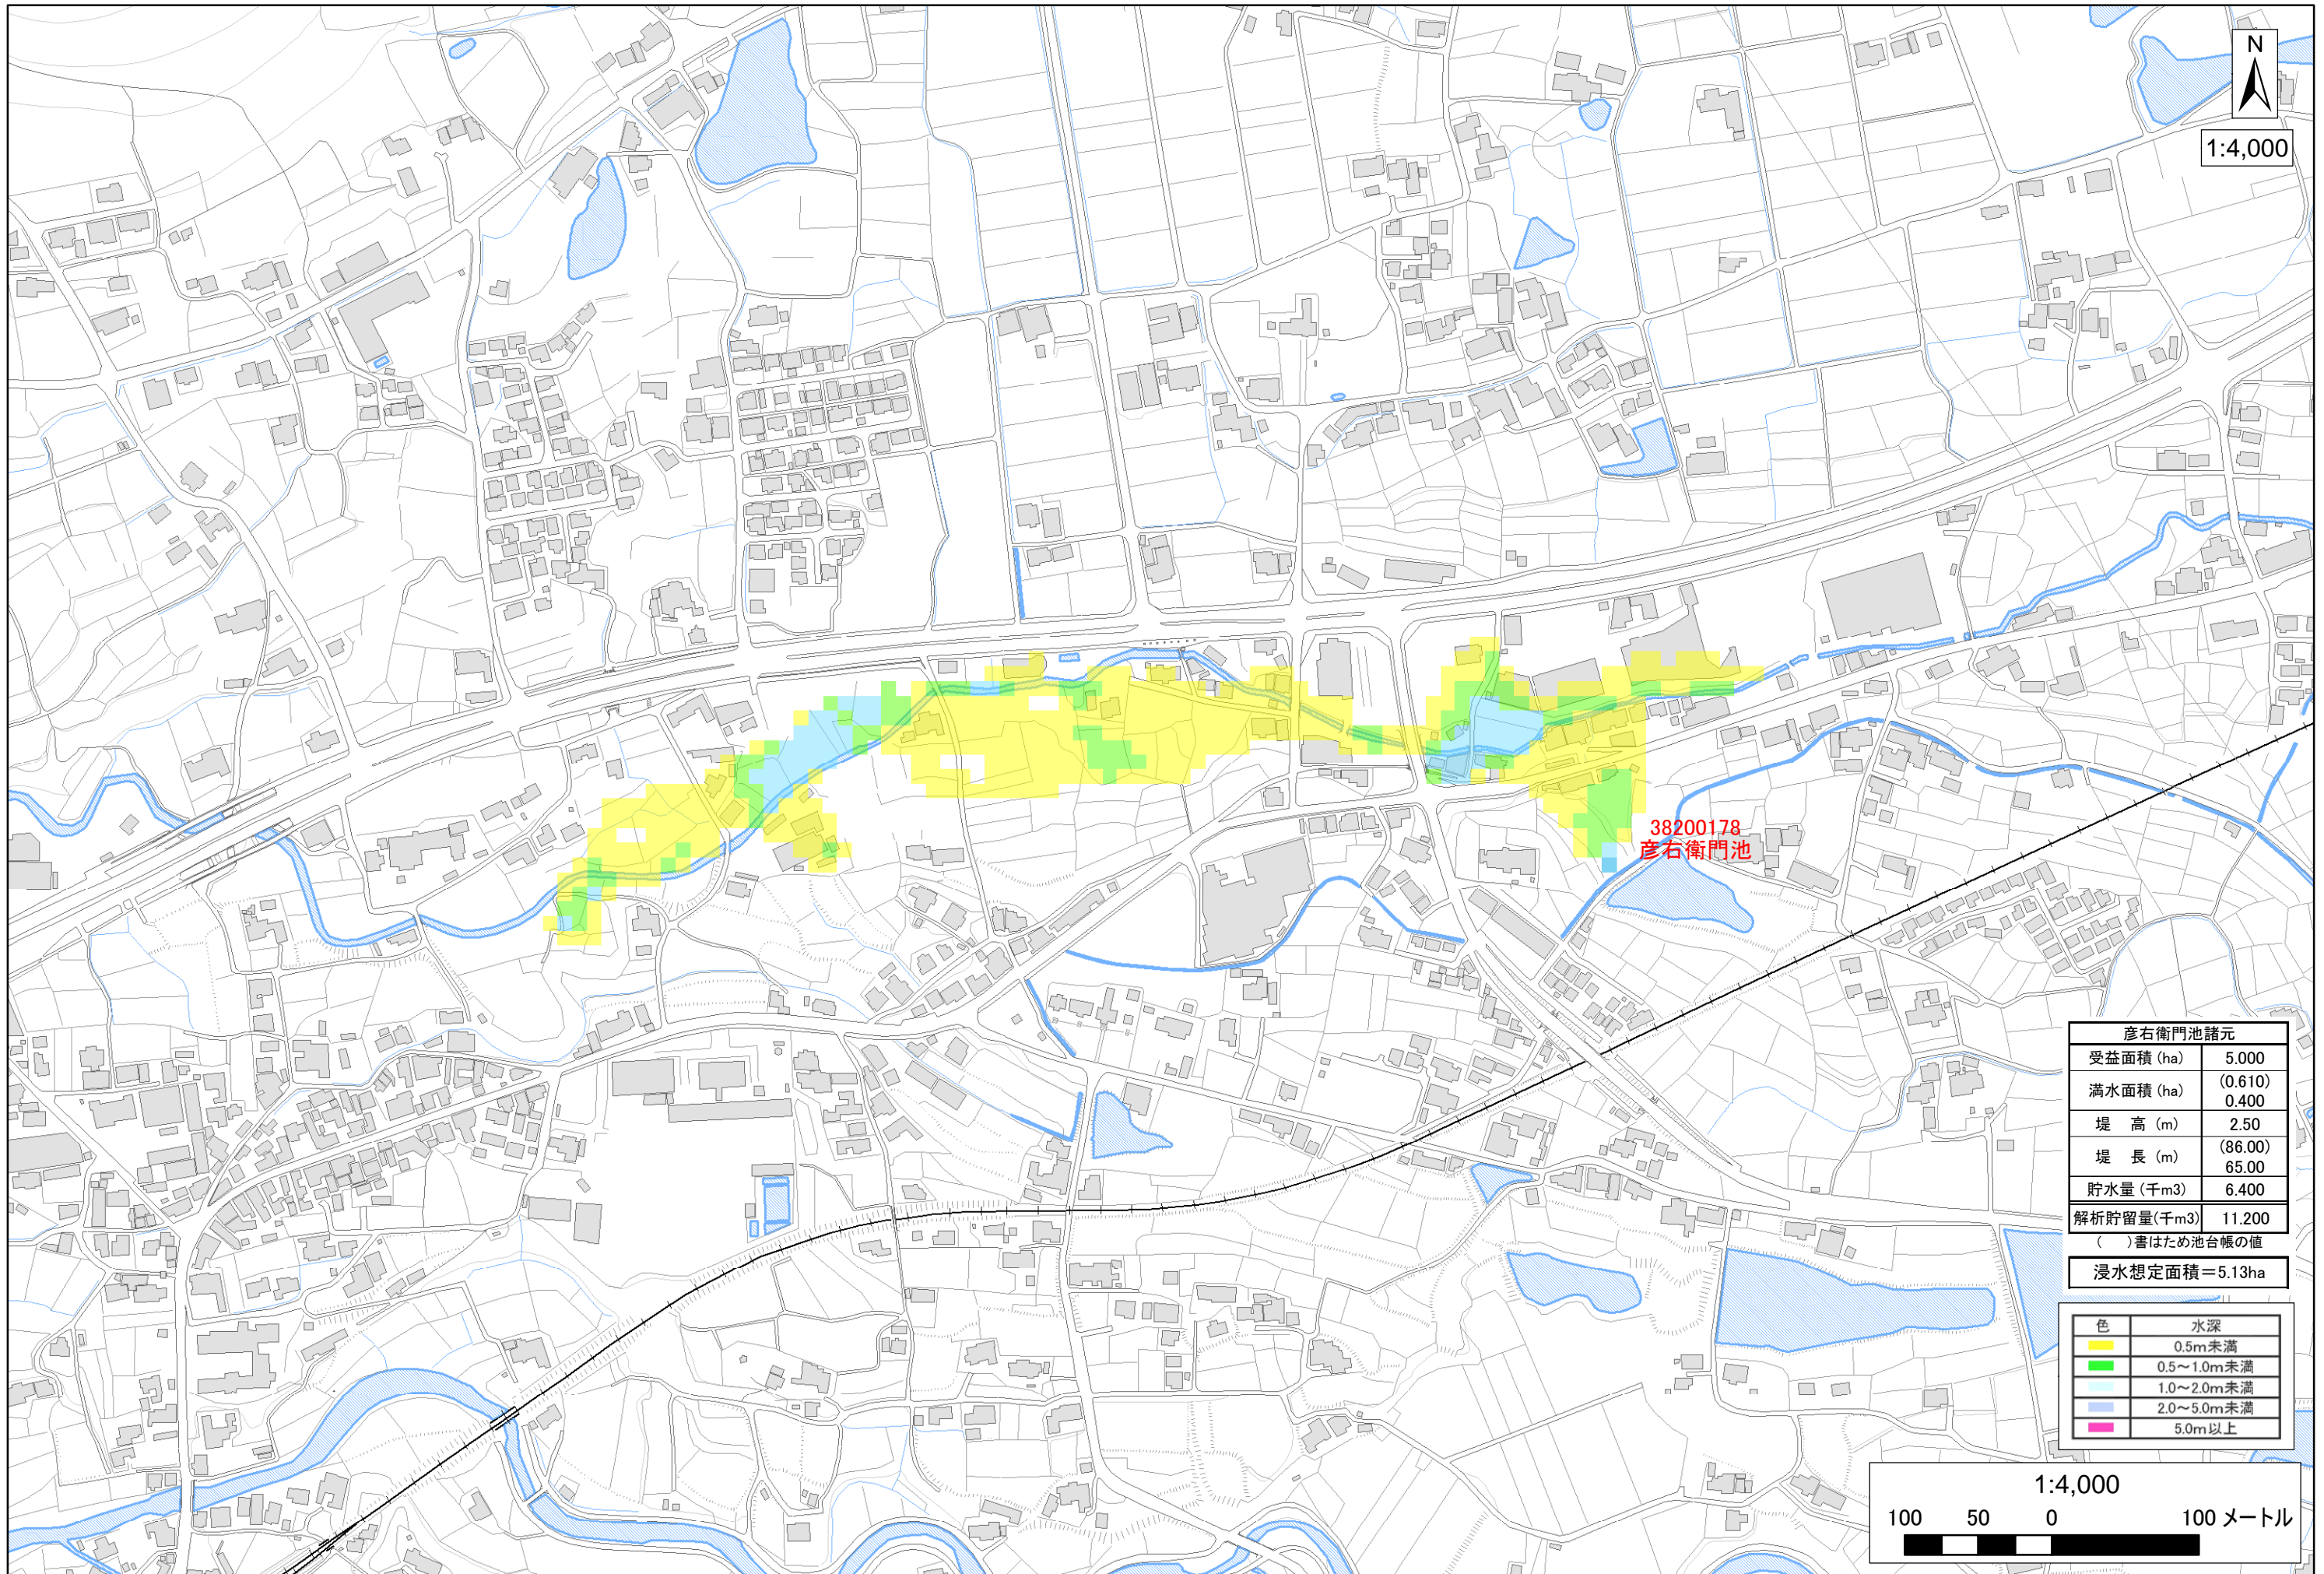 N
1:4,000
38200178
彦右衛門池
彦右衛門池諸元
受益面積(ha) 5.000
満水面積(ha) (0.610) 0.400
堤 高 (m) 2.50
堤 長 (m) (86.00) 65.00
貯水量(千m3) 6.400
解析貯留量(千m3) 11.200
( )書はため池台帳の値
浸水想定面積=5.13ha
色 水深
0.5m未満
0.5～1.0m未満
1.0～2.0m未満
2.0～5.0m未満
5.0m以上
1:4,000
100 50 0 100 メートル